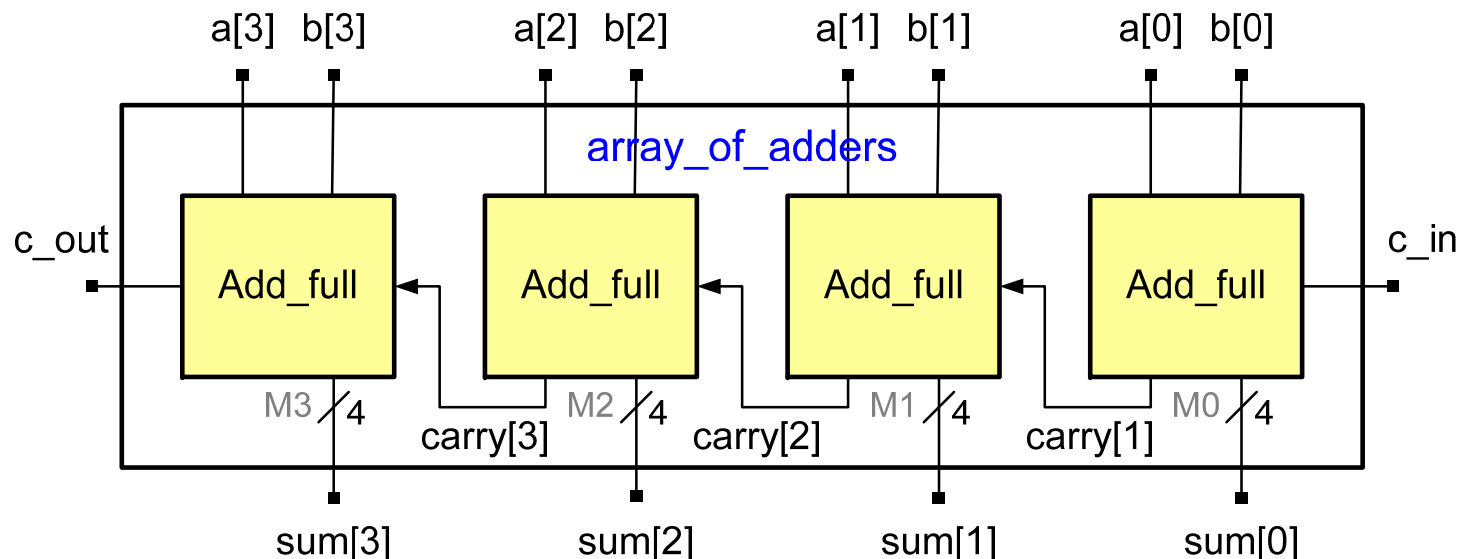 a[3] b[3] a[2] b[2] a[1] b[1] a[0] b[0]
array_of_adders
c_out c_in
Add_full Add_full Add_full Add_full
M3 4 M2 4 M1 4 M0 4
carry[3] carry[2] carry[1]
sum[3] sum[2] sum[1] sum[0]